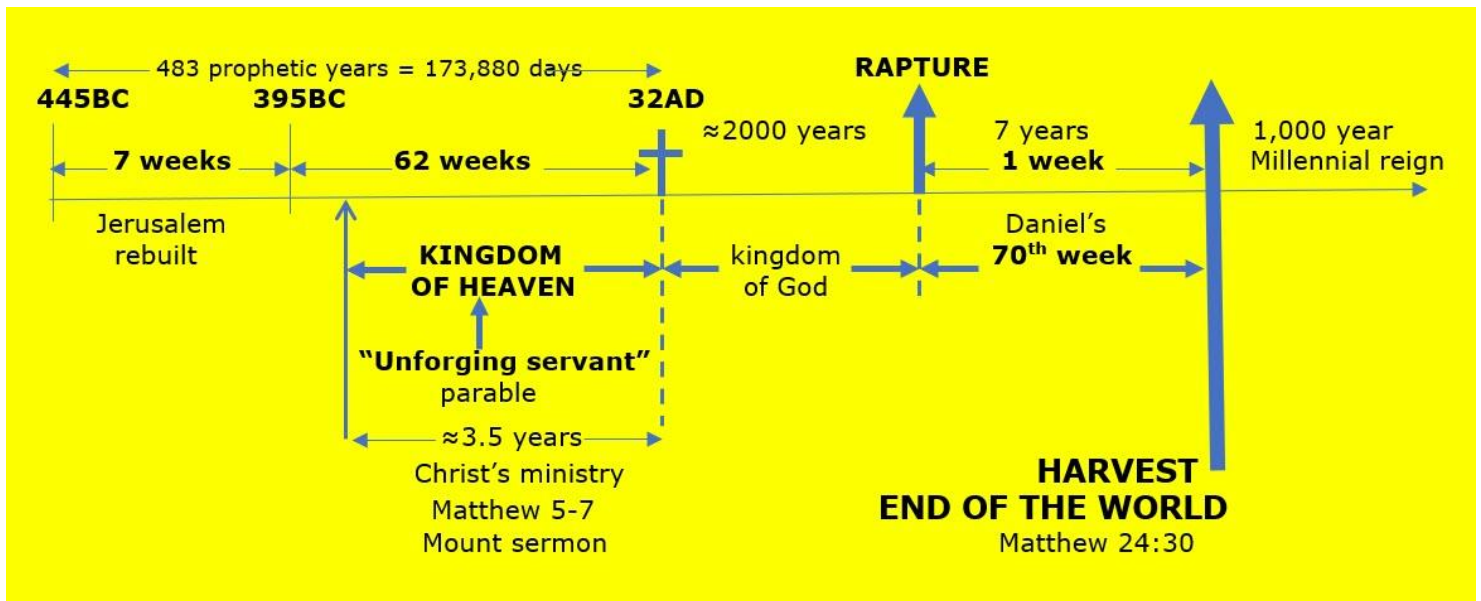 483 prophetic years = 173,880 days
RAPTURE
445BC 395BC 32AD
≈2000 years
7 years
1,000 year
7 weeks 62 weeks
1 week
Millennial reign
Jerusalem
rebuilt
KINGDOM
OF HEAVEN
kingdom
of God
Daniel’s
70th week
“Unforging servant”
parable
≈3.5 years
Christ’s ministry
Matthew 5-7
Mount sermon
HARVEST
END OF THE WORLD
Matthew 24:30